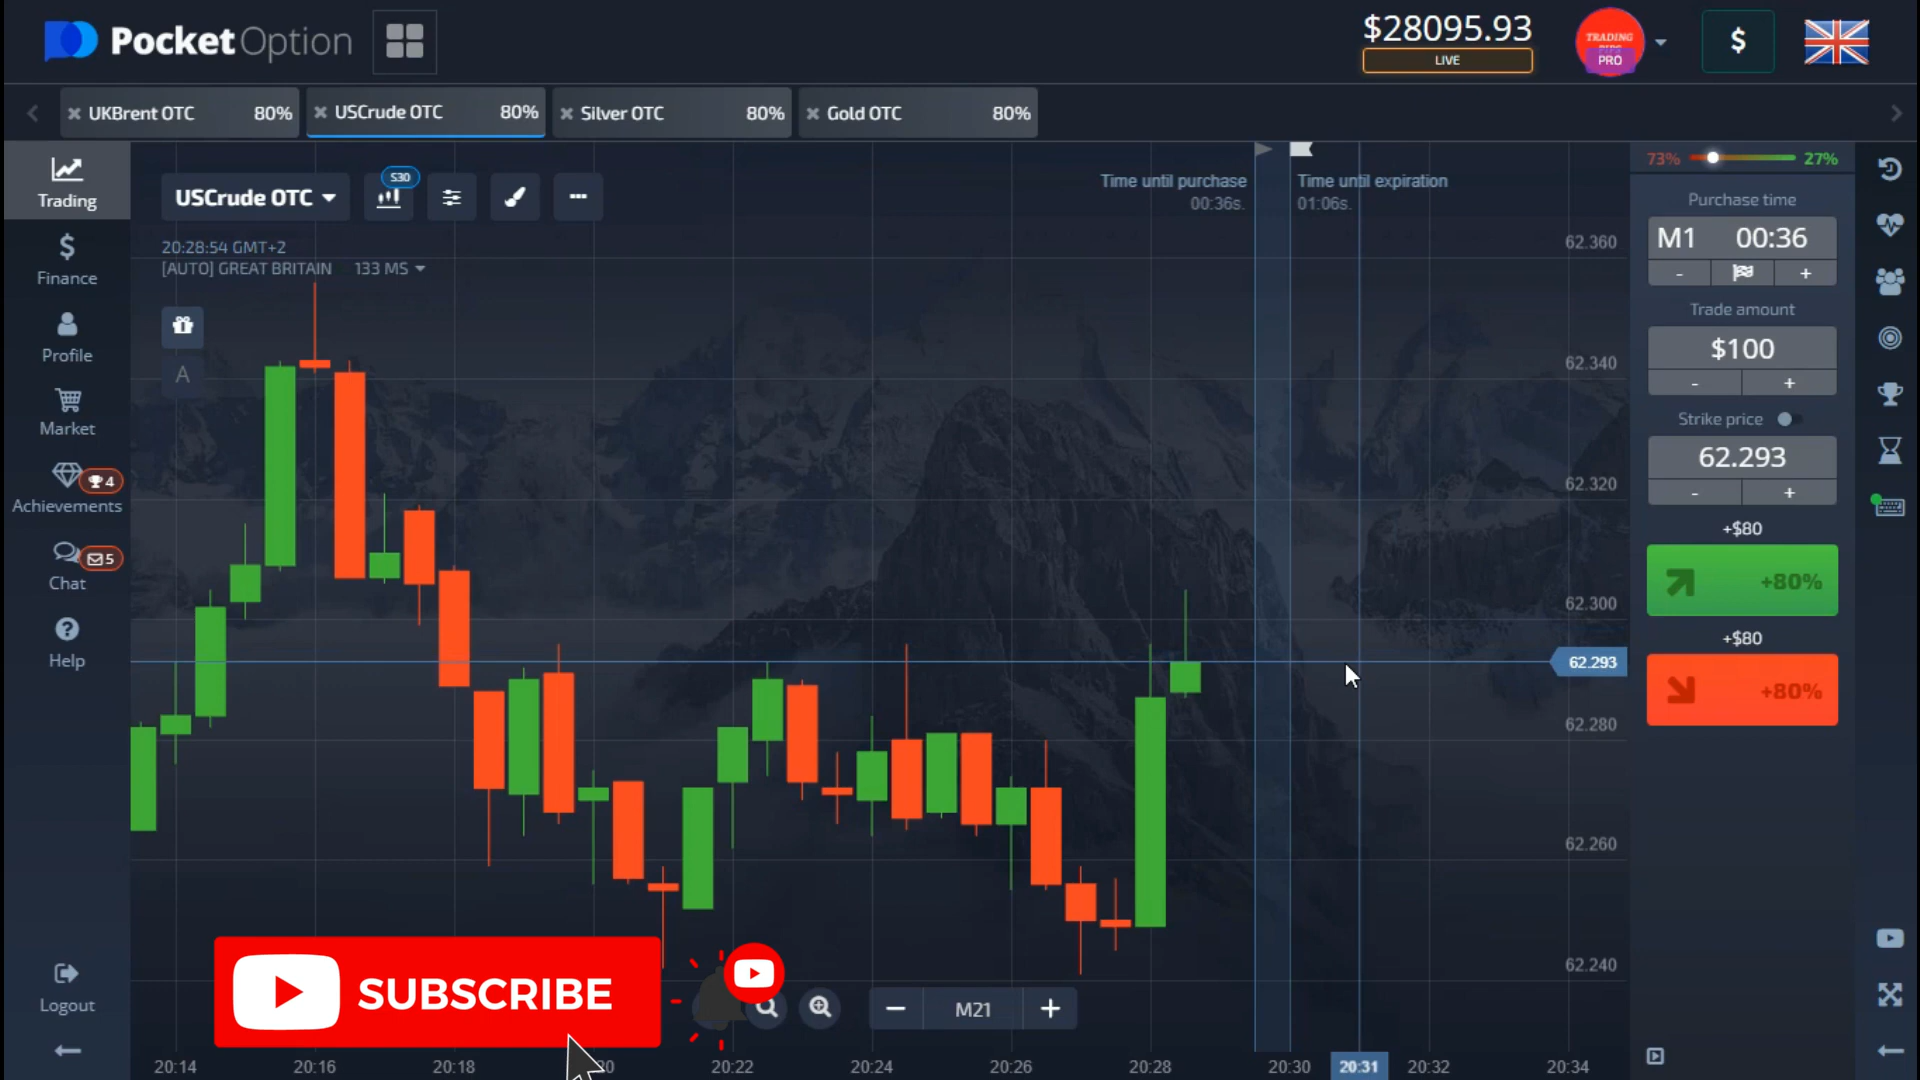 PocketOption
$28095.93
LIVE
TRADING
PRO
$
UKBrent OTC 80%
USCrude OTC 80%
Silver OTC 80%
Gold OTC 80%
Trading
Finance
Profile
Market
4
Achievements
5
Chat
Help
Logout
USCrude OTC
S30
20:28:54 GMT+2
[AUTO] GREAT BRITAIN 133 MS
A
Time until purchase
00:36s.
Time until expiration
01:06s.
62.360
62.340
62.320
62.300
62.293
62.280
62.260
62.240
73% 27%
Purchase time
M1 00:36
- +
Trade amount
$100
- +
Strike price
62.293
- +
+$80
+80%
+$80
+80%
SUBSCRIBE
M21
20:14 20:16 20:18 20:22 20:24 20:26 20:28 20:30 20:31 20:32 20:34